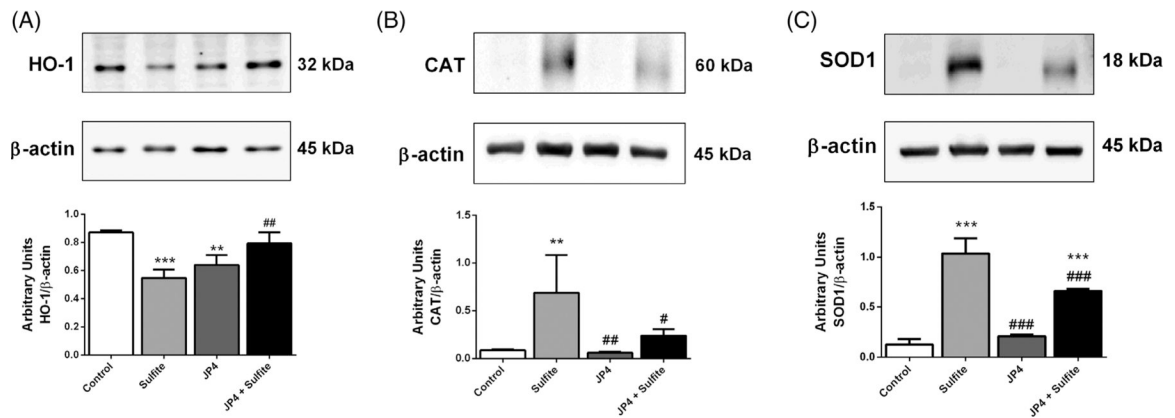 (A)
HO-1
32 kDa
β-actin
45 kDa
Arbitrary Units
HO-1/β-actin
1.0
0.8
0.6
0.4
0.2
0.0
***
**
##
Control
Sulfite
JP4
JP4 + Sulfite
(B)
CAT
60 kDa
β-actin
45 kDa
Arbitrary Units
CAT/β-actin
1.5
1.0
0.5
0.0
**
##
#
Control
Sulfite
JP4
JP4 + Sulfite
(C)
SOD1
18 kDa
β-actin
45 kDa
Arbitrary Units
SOD1/β-actin
1.5
1.0
0.5
0.0
***
###
***
###
Control
Sulfite
JP4
JP4 + Sulfite